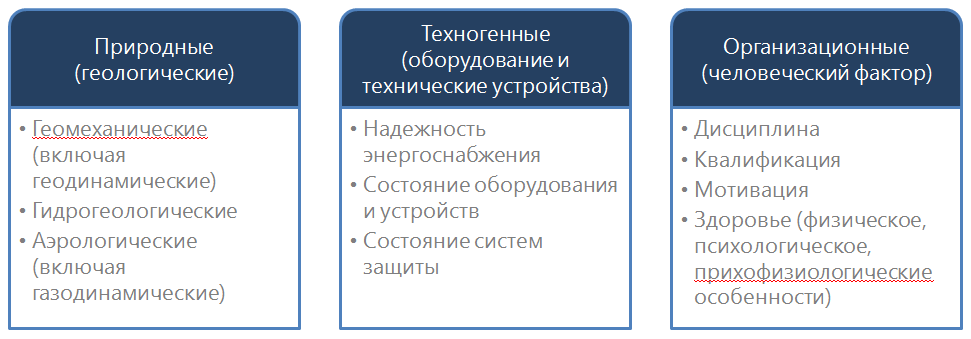 Природные
(геологические)
• Геомеханические
(включая
геодинамические)
• Гидрогеологические
• Аэрологические
(включая
газодинамические)
Техногенные
(оборудование и
технические устройства)
• Надежность
энергоснабжения
• Состояние оборудования
и устройств
• Состояние систем
защиты
Организационные
(человеческий фактор)
• Дисциплина
• Квалификация
• Мотивация
• Здоровье (физическое,
психологическое,
прихофизиологические
особенности)